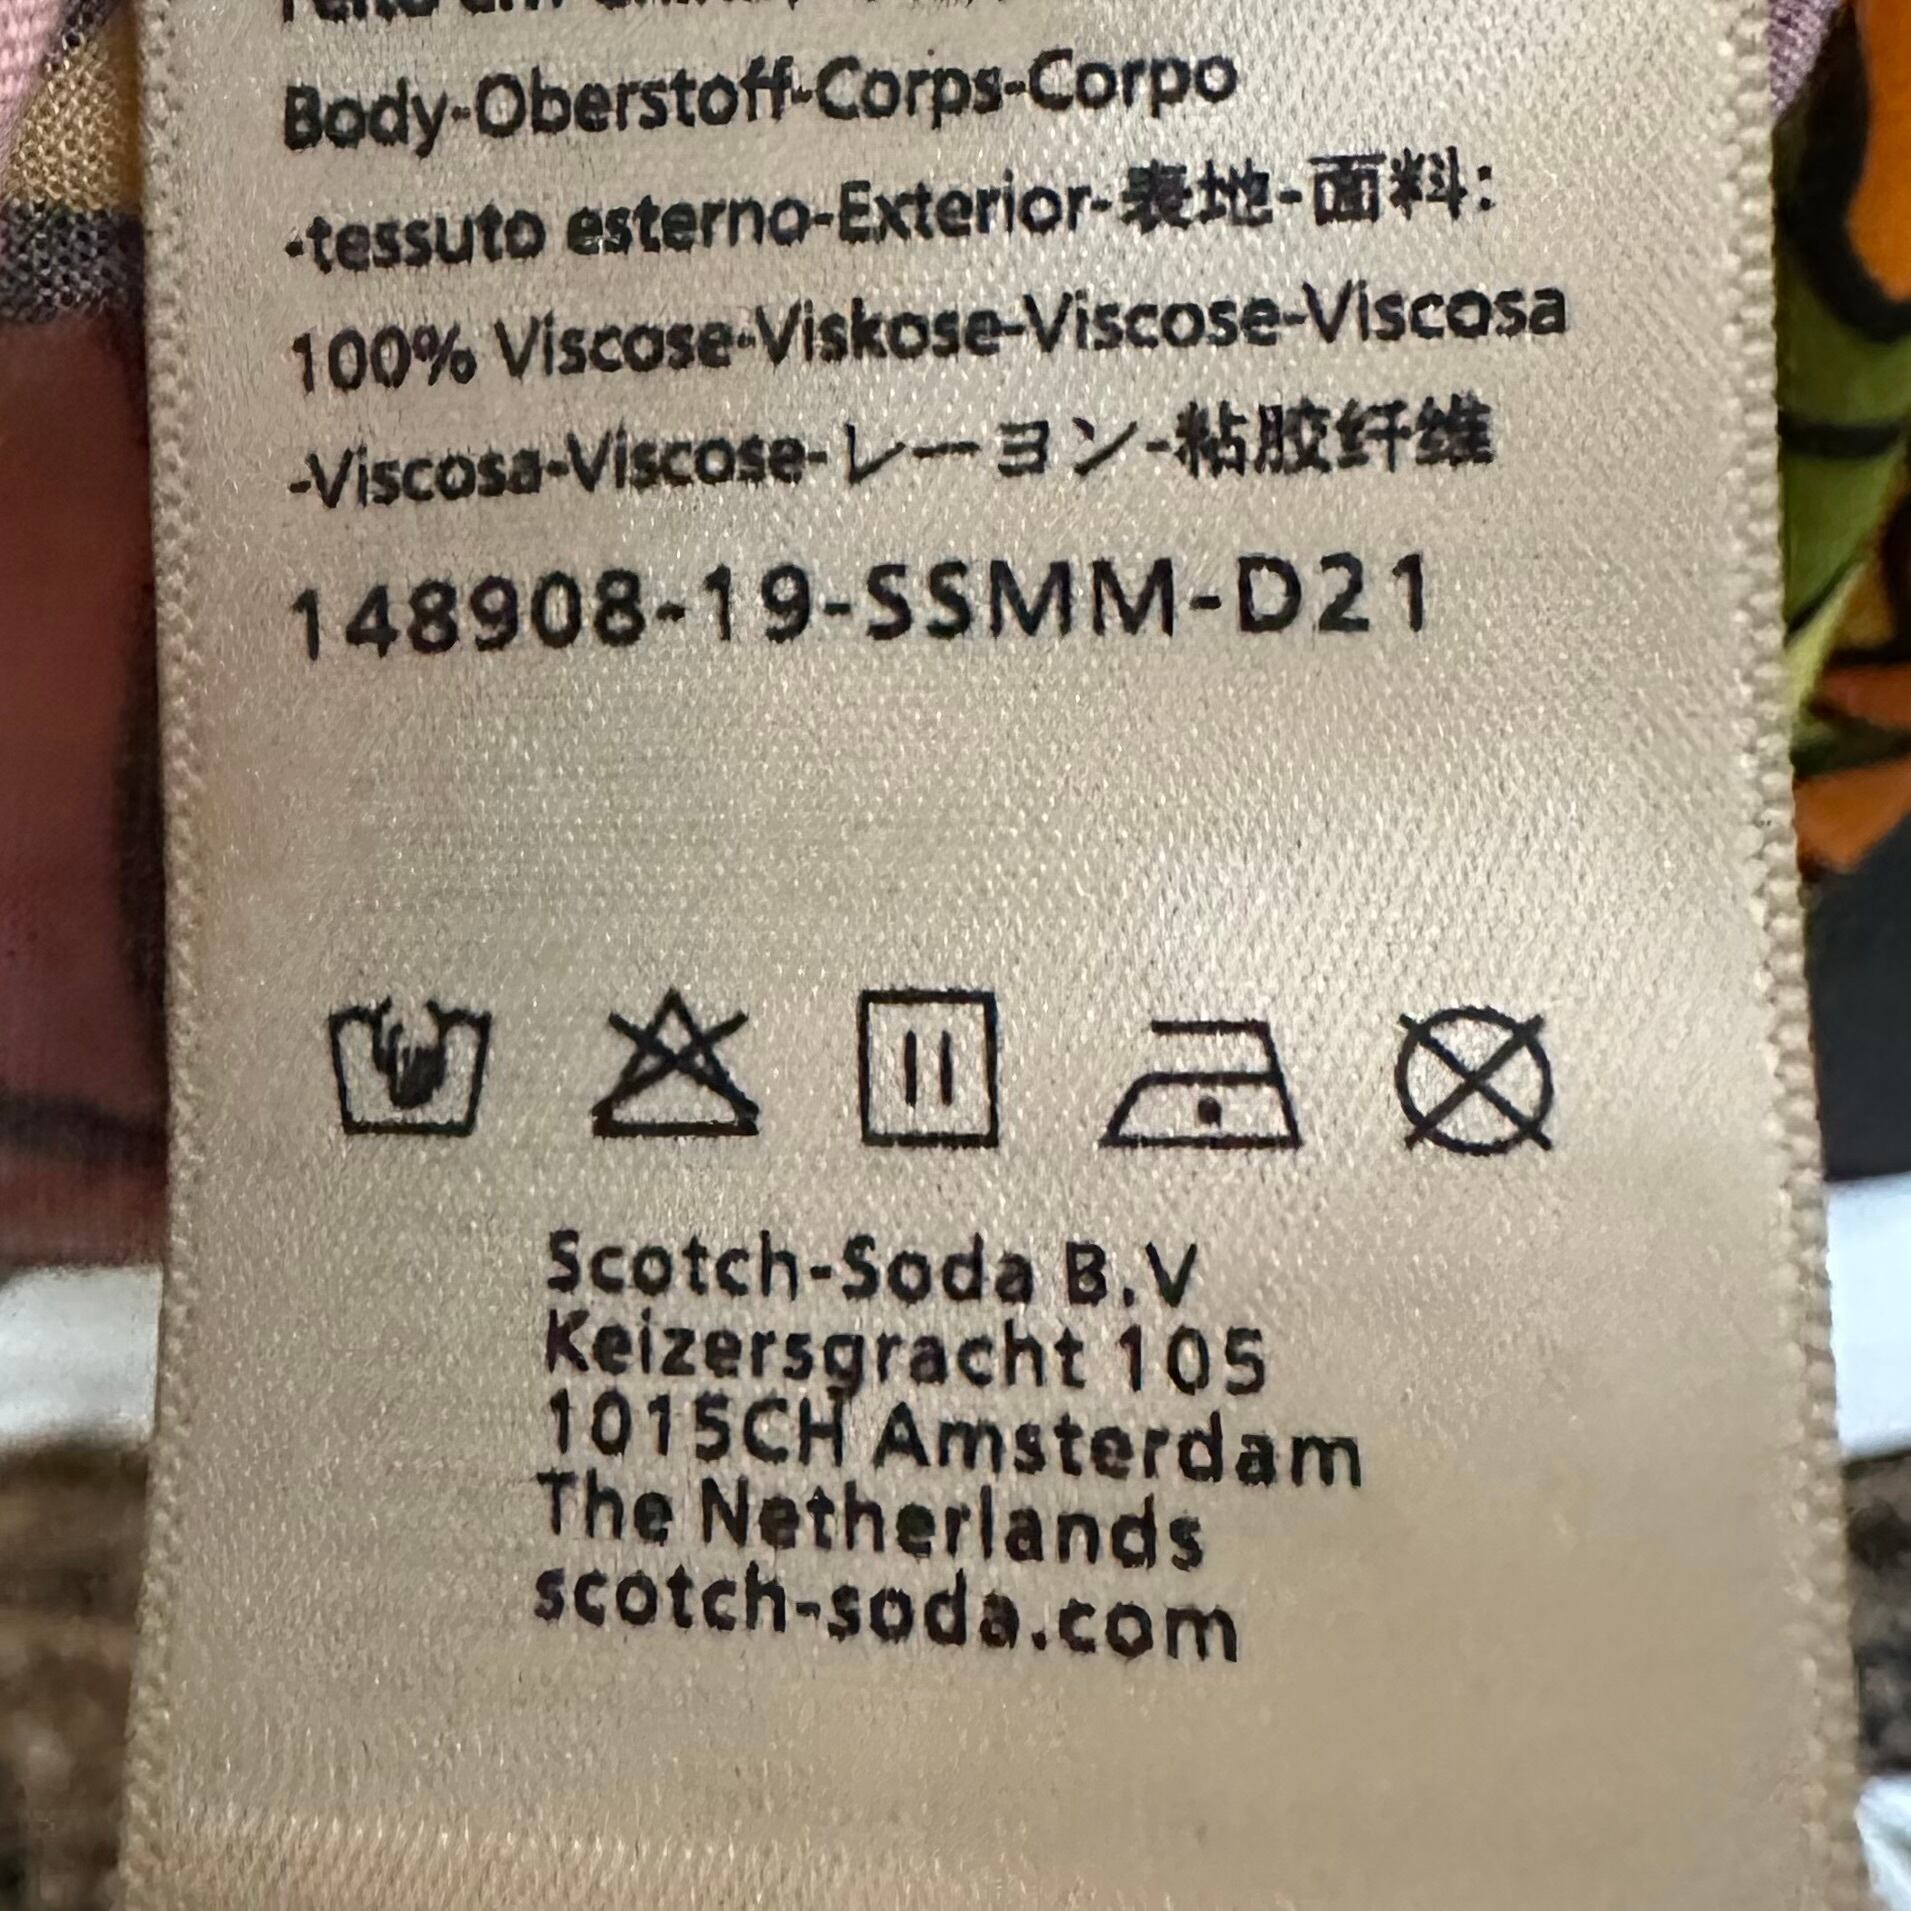 Body-Oberstoff-Corps-Corpo
-tessuto esterno-Exterior-表地-面料:
100% Viscose-Viskose-Viscose-Viscosa
-Viscosa-Viscose-レーヨン-粘胶纤维
148908-19-SSMM-D21
Scotch-Soda B.V
Keizersgracht 105
1015CH Amsterdam
The Netherlands
scotch-soda.com